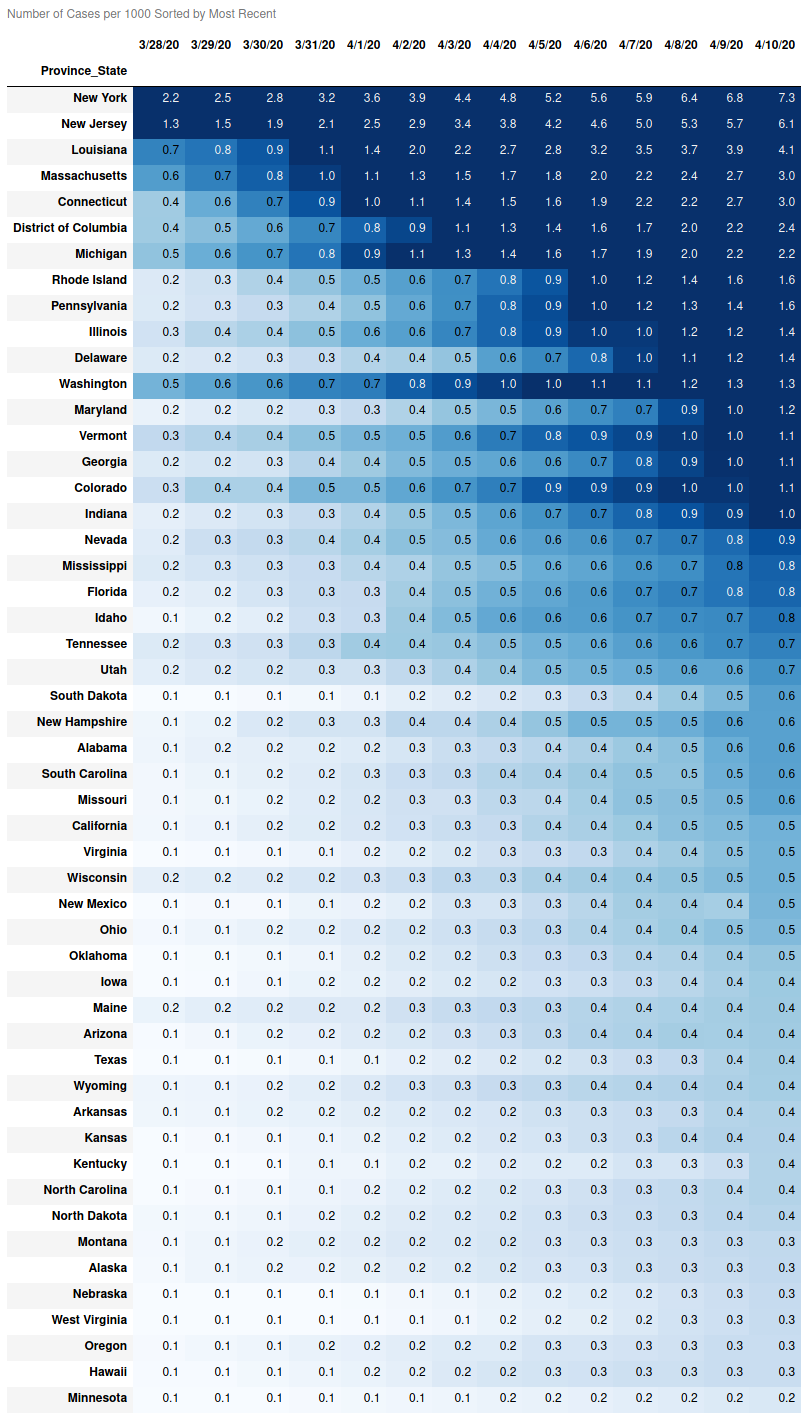 Number of Cases per 1000 Sorted by Most Recent
3/28/20 3/29/20 3/30/20 3/31/20 4/1/20 4/2/20 4/3/20 4/4/20 4/5/20 4/6/20 4/7/20 4/8/20 4/9/20 4/10/20
Province_State
New York 2.2 2.5 2.8 3.2 3.6 3.9 4.4 4.8 5.2 5.6 5.9 6.4 6.8 7.3
New Jersey 1.3 1.5 1.9 2.1 2.5 2.9 3.4 3.8 4.2 4.6 5.0 5.3 5.7 6.1
Louisiana 0.7 0.8 0.9 1.1 1.4 2.0 2.2 2.7 2.8 3.2 3.5 3.7 3.9 4.1
Massachusetts 0.6 0.7 0.8 1.0 1.1 1.3 1.5 1.7 1.8 2.0 2.2 2.4 2.7 3.0
Connecticut 0.4 0.6 0.7 0.9 1.0 1.1 1.4 1.5 1.6 1.9 2.2 2.2 2.7 3.0
District of Columbia 0.4 0.5 0.6 0.7 0.8 0.9 1.1 1.3 1.4 1.6 1.7 2.0 2.2 2.4
Michigan 0.5 0.6 0.7 0.8 0.9 1.1 1.3 1.4 1.6 1.7 1.9 2.0 2.2 2.2
Rhode Island 0.2 0.3 0.4 0.5 0.5 0.6 0.7 0.8 0.9 1.0 1.2 1.4 1.6 1.6
Pennsylvania 0.2 0.3 0.3 0.4 0.5 0.6 0.7 0.8 0.9 1.0 1.2 1.3 1.4 1.6
Illinois 0.3 0.4 0.4 0.5 0.6 0.6 0.7 0.8 0.9 1.0 1.0 1.2 1.2 1.4
Delaware 0.2 0.2 0.3 0.3 0.4 0.4 0.5 0.6 0.7 0.8 1.0 1.1 1.2 1.4
Washington 0.5 0.6 0.6 0.7 0.7 0.8 0.9 1.0 1.0 1.1 1.1 1.2 1.3 1.3
Maryland 0.2 0.2 0.2 0.3 0.3 0.4 0.5 0.5 0.6 0.7 0.7 0.9 1.0 1.2
Vermont 0.3 0.4 0.4 0.5 0.5 0.5 0.6 0.7 0.8 0.9 0.9 1.0 1.0 1.1
Georgia 0.2 0.2 0.3 0.4 0.4 0.5 0.5 0.6 0.6 0.7 0.8 0.9 1.0 1.1
Colorado 0.3 0.4 0.4 0.5 0.5 0.6 0.7 0.7 0.9 0.9 0.9 1.0 1.0 1.1
Indiana 0.2 0.2 0.3 0.3 0.4 0.5 0.5 0.6 0.7 0.7 0.8 0.9 0.9 1.0
Nevada 0.2 0.3 0.3 0.4 0.4 0.5 0.5 0.6 0.6 0.6 0.7 0.7 0.8 0.9
Mississippi 0.2 0.3 0.3 0.3 0.4 0.4 0.5 0.5 0.6 0.6 0.6 0.7 0.8 0.8
Florida 0.2 0.3 0.3 0.3 0.3 0.4 0.5 0.5 0.6 0.6 0.7 0.7 0.8 0.8
Idaho 0.1 0.2 0.2 0.3 0.3 0.4 0.5 0.6 0.6 0.6 0.7 0.7 0.7 0.8
Tennessee 0.2 0.3 0.3 0.3 0.4 0.4 0.4 0.5 0.5 0.6 0.6 0.6 0.7 0.7
Utah 0.2 0.2 0.2 0.3 0.3 0.3 0.4 0.4 0.5 0.5 0.5 0.6 0.6 0.7
South Dakota 0.1 0.1 0.1 0.1 0.1 0.2 0.2 0.2 0.3 0.3 0.4 0.4 0.5 0.6
New Hampshire 0.1 0.2 0.2 0.3 0.3 0.4 0.4 0.4 0.5 0.5 0.5 0.5 0.6 0.6
Alabama 0.1 0.2 0.2 0.2 0.2 0.3 0.3 0.3 0.4 0.4 0.4 0.5 0.6 0.6
South Carolina 0.1 0.1 0.2 0.2 0.3 0.3 0.3 0.4 0.4 0.4 0.5 0.5 0.5 0.6
Missouri 0.1 0.1 0.2 0.2 0.2 0.3 0.3 0.3 0.4 0.4 0.5 0.5 0.5 0.6
California 0.1 0.1 0.2 0.2 0.2 0.3 0.3 0.3 0.4 0.4 0.4 0.5 0.5 0.5
Virginia 0.1 0.1 0.1 0.1 0.2 0.2 0.2 0.3 0.3 0.3 0.4 0.4 0.5 0.5
Wisconsin 0.2 0.2 0.2 0.2 0.3 0.3 0.3 0.3 0.4 0.4 0.4 0.5 0.5 0.5
New Mexico 0.1 0.1 0.1 0.1 0.2 0.2 0.3 0.3 0.3 0.4 0.4 0.4 0.4 0.5
Ohio 0.1 0.1 0.2 0.2 0.2 0.2 0.3 0.3 0.3 0.4 0.4 0.4 0.5 0.5
Oklahoma 0.1 0.1 0.1 0.1 0.2 0.2 0.2 0.3 0.3 0.3 0.4 0.4 0.4 0.5
Iowa 0.1 0.1 0.1 0.2 0.2 0.2 0.2 0.2 0.3 0.3 0.3 0.4 0.4 0.4
Maine 0.2 0.2 0.2 0.2 0.2 0.3 0.3 0.3 0.3 0.4 0.4 0.4 0.4 0.4
Arizona 0.1 0.1 0.2 0.2 0.2 0.2 0.2 0.3 0.3 0.4 0.4 0.4 0.4 0.4
Texas 0.1 0.1 0.1 0.1 0.1 0.2 0.2 0.2 0.2 0.3 0.3 0.3 0.4 0.4
Wyoming 0.1 0.1 0.2 0.2 0.2 0.3 0.3 0.3 0.3 0.4 0.4 0.4 0.4 0.4
Arkansas 0.1 0.1 0.2 0.2 0.2 0.2 0.2 0.2 0.3 0.3 0.3 0.3 0.4 0.4
Kansas 0.1 0.1 0.1 0.1 0.2 0.2 0.2 0.2 0.3 0.3 0.3 0.4 0.4 0.4
Kentucky 0.1 0.1 0.1 0.1 0.1 0.2 0.2 0.2 0.2 0.2 0.3 0.3 0.3 0.4
North Carolina 0.1 0.1 0.1 0.1 0.2 0.2 0.2 0.2 0.3 0.3 0.3 0.3 0.4 0.4
North Dakota 0.1 0.1 0.1 0.2 0.2 0.2 0.2 0.2 0.3 0.3 0.3 0.3 0.4 0.4
Montana 0.1 0.1 0.2 0.2 0.2 0.2 0.2 0.2 0.3 0.3 0.3 0.3 0.3 0.3
Alaska 0.1 0.1 0.2 0.2 0.2 0.2 0.2 0.2 0.3 0.3 0.3 0.3 0.3 0.3
Nebraska 0.1 0.1 0.1 0.1 0.1 0.1 0.1 0.2 0.2 0.2 0.2 0.3 0.3 0.3
West Virginia 0.1 0.1 0.1 0.1 0.1 0.1 0.1 0.2 0.2 0.2 0.2 0.3 0.3 0.3
Oregon 0.1 0.1 0.1 0.2 0.2 0.2 0.2 0.2 0.3 0.3 0.3 0.3 0.3 0.3
Hawaii 0.1 0.1 0.1 0.1 0.2 0.2 0.2 0.2 0.3 0.3 0.3 0.3 0.3 0.3
Minnesota 0.1 0.1 0.1 0.1 0.1 0.1 0.1 0.2 0.2 0.2 0.2 0.2 0.2 0.2